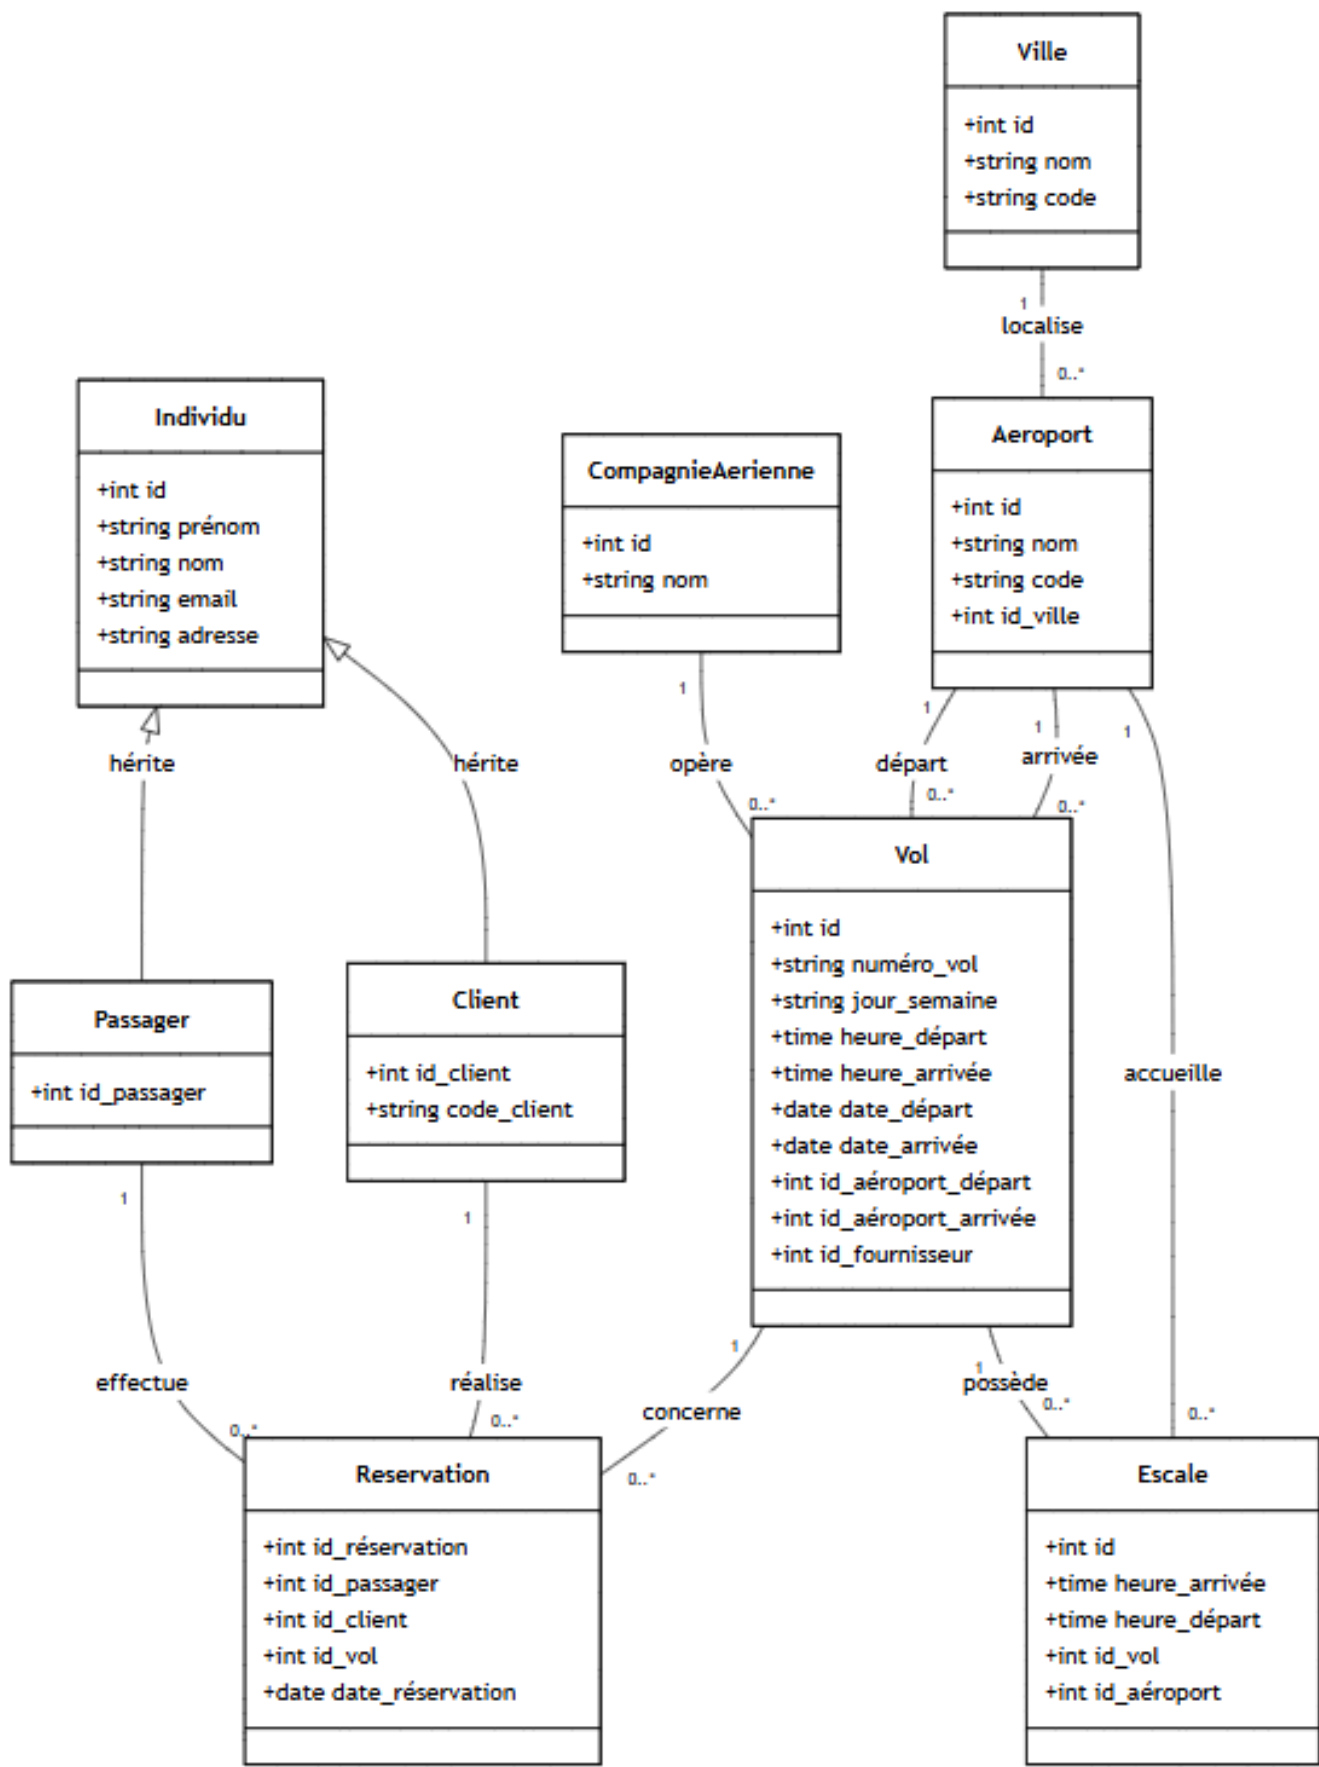 Ville
+int id
+string nom
+string code
1
localise
0..*
Individu
+int id
+string prénom
+string nom
+string email
+string adresse
CompagnieAerienne
+int id
+string nom
Aeroport
+int id
+string nom
+string code
+int id_ville
hérite
hérite
1
opère
0..*
1
départ
0..*
1
arrivée
0..*
1
accueille
0..*
Vol
+int id
+string numéro_vol
+string jour_semaine
+time heure_départ
+time heure_arrivée
+date date_départ
+date date_arrivée
+int id_aéroport_départ
+int id_aéroport_arrivée
+int id_fournisseur
Passager
+int id_passager
Client
+int id_client
+string code_client
1
effectue
0..*
1
réalise
0..*
1
concerne
0..*
1
possède
0..*
Reservation
+int id_réservation
+int id_passager
+int id_client
+int id_vol
+date date_réservation
Escale
+int id
+time heure_arrivée
+time heure_départ
+int id_vol
+int id_aéroport